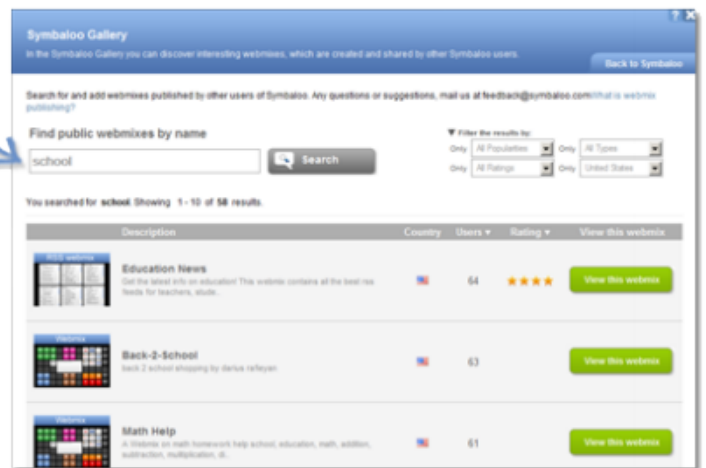 ? X
Symbaloo Gallery
In the Symbaloo Gallery you can discover interesting webmixes, which are created and shared by other Symbaloo users.
Back to Symbaloo
Search for and add webmixes published by other users of Symbaloo. Any questions or suggestions, mail us at feedback@symbaloo.com What is webmix
publishing?
Find public webmixes by name
▼ Filter the results by:
Only All Popularities Only All Types
school Search
Only All Ratings Only United States
You searched for school. Showing 1 - 10 of 58 results.
Description Country Users ▼ Rating ▼ View this webmix
RSS webmix
Education News
Get the latest info on education! This webmix contains all the best rss
feeds for teachers, stude..
64 View this webmix
Webmix
Back-2-School
back 2 school shopping by darius rafieyan
63 View this webmix
Webmix
Math Help
A Webmix on math homework help school, education, math, addition,
subtraction, multiplication, di..
61 View this webmix